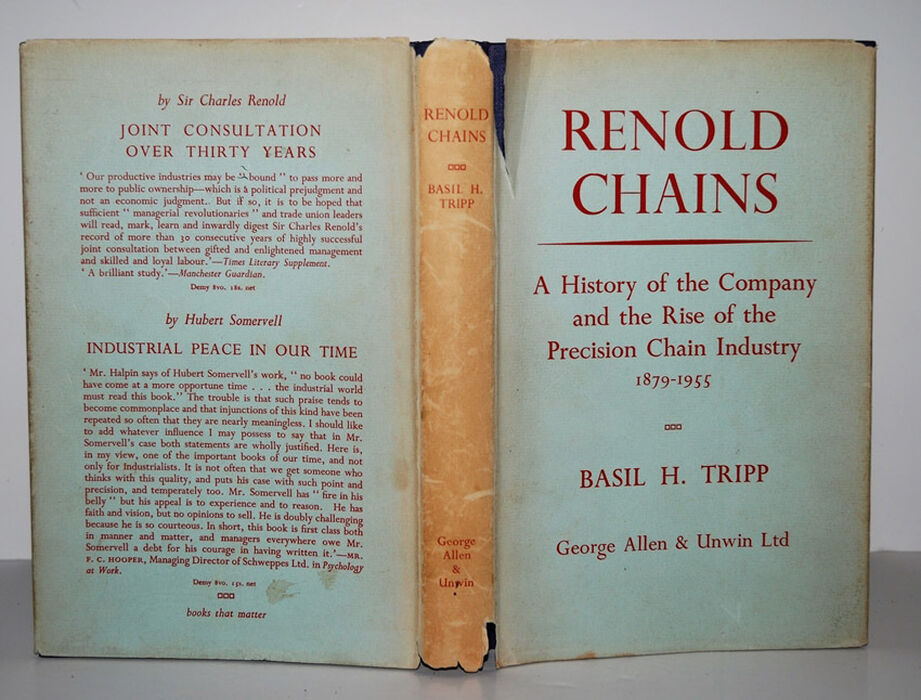 by Sir Charles Renold
JOINT CONSULTATION
OVER THIRTY YEARS
' Our productive industries may be " bound " to pass more and
more to public ownership—which is a political prejudgment and
not an economic judgment.. But if so, it is to be hoped that
sufficient " managerial revolutionaries " and trade union leaders
will read, mark, learn and inwardly digest Sir Charles Renold's
record of more than 30 consecutive years of highly successful
joint consultation between gifted and enlightened management
and skilled and loyal labour.'—Times Literary Supplement.
' A brilliant study.'—Manchester Guardian.
Demy 8vo. 18s. net
by Hubert Somervell
INDUSTRIAL PEACE IN OUR TIME
' Mr. Halpin says of Hubert Somervell's work, " no book could
have come at a more opportune time . . . the industrial world
must read this book." The trouble is that such praise tends to
become commonplace and that injunctions of this kind have been
repeated so often that they are nearly meaningless. I should like
to add whatever influence I may possess to say that in Mr.
Somervell's case both statements are wholly justified. Here is,
in my view, one of the important books of our time, and not
only for Industrialists. It is not often that we get someone who
thinks with this quality, and puts his case with such point and
precision, and temperately too. Mr. Somervell has " fire in his
belly " but his appeal is to experience and to reason. He has
faith and vision, but no opinions to sell. He is doubly challenging
because he is so courteous. In short, this book is first class both
in manner and matter, and managers everywhere owe Mr.
Somervell a debt for his courage in having written it.'—MR.
F. C. HOOPER, Managing Director of Schweppes Ltd. in Psychology
at Work.
Demy 8vo. 15s. net
books that matter
RENOLD
CHAINS
BASIL H.
TRIPP
George
Allen
&
Unwin
RENOLD
CHAINS
A History of the Company
and the Rise of the
Precision Chain Industry
1879-1955
BASIL H. TRIPP
George Allen & Unwin Ltd